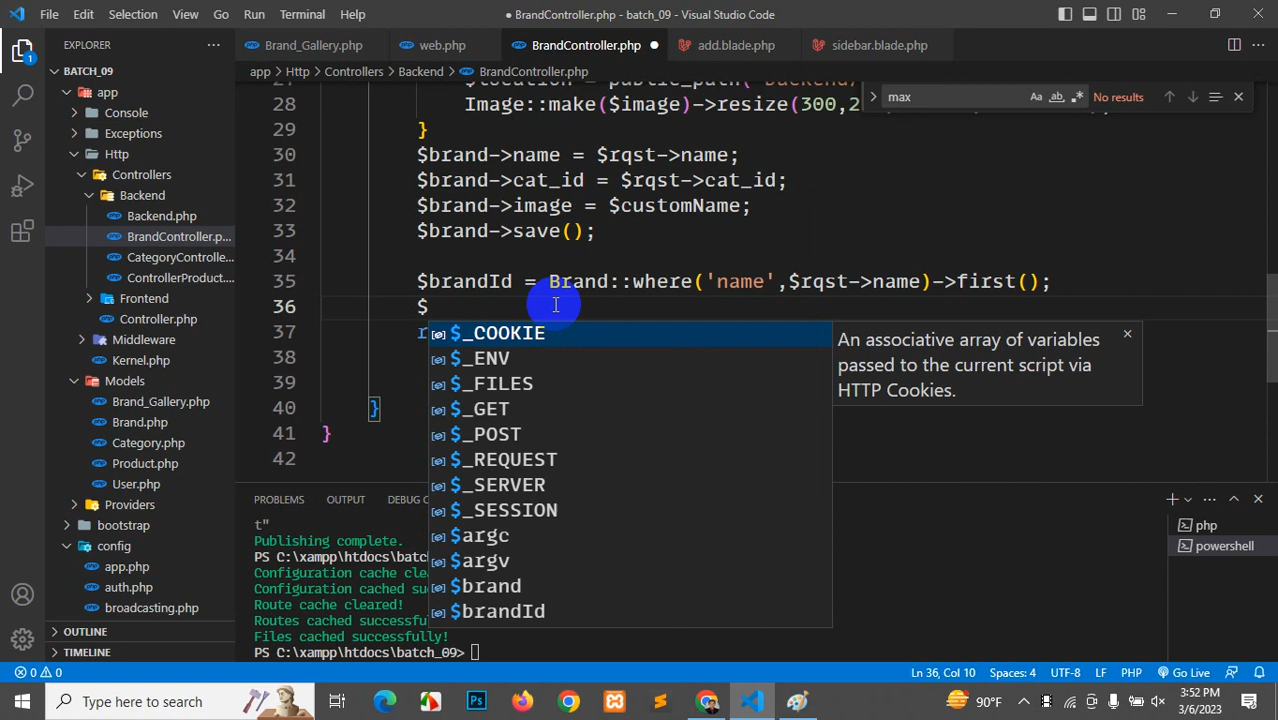 File Edit Selection View Go Run Terminal Help
● BrandController.php - batch_09 - Visual Studio Code
EXPLORER
Brand_Gallery.php web.php BrandController.php add.blade.php sidebar.blade.php
app > Http > Controllers > Backend > BrandController.php
BATCH_09
app
Console
Exceptions
Http
Controllers
Backend
Backend.php
BrandController.p...
CategoryControlle...
ControllerProduct...
Frontend
Controller.php
Middleware
Kernel.php
Models
Brand_Gallery.php
Brand.php
Category.php
Product.php
User.php
Providers
bootstrap
config
app.php
auth.php
broadcasting.php
OUTLINE
TIMELINE
max Aa ab No results
28 Image::make($image)->resize(300,2
29 }
30 $brand->name = $rqst->name;
31 $brand->cat_id = $rqst->cat_id;
32 $brand->image = $customName;
33 $brand->save();
34
35 $brandId = Brand::where('name',$rqst->name)->first();
36 $
37 r
38
39
40 }
41 }
42
$_COOKIE
$_ENV
$_FILES
$_GET
$_POST
$_REQUEST
$_SERVER
$_SESSION
$argc
$argv
$brand
$brandId
An associative array of variables
passed to the current script via
HTTP Cookies.
PROBLEMS OUTPUT DEBUG C
t"
Publishing complete.
PS C:\xampp\htdocs\bat
Configuration cache cle
Configuration cached su
Route cache cleared!
Routes cached successfully!
Files cached successfully!
PS C:\xampp\htdocs\batch_09>
php
powershell
0 0 Ln 36, Col 10 Spaces: 4 UTF-8 LF PHP Go Live
Type here to search
90°F
3:52 PM
3/6/2023